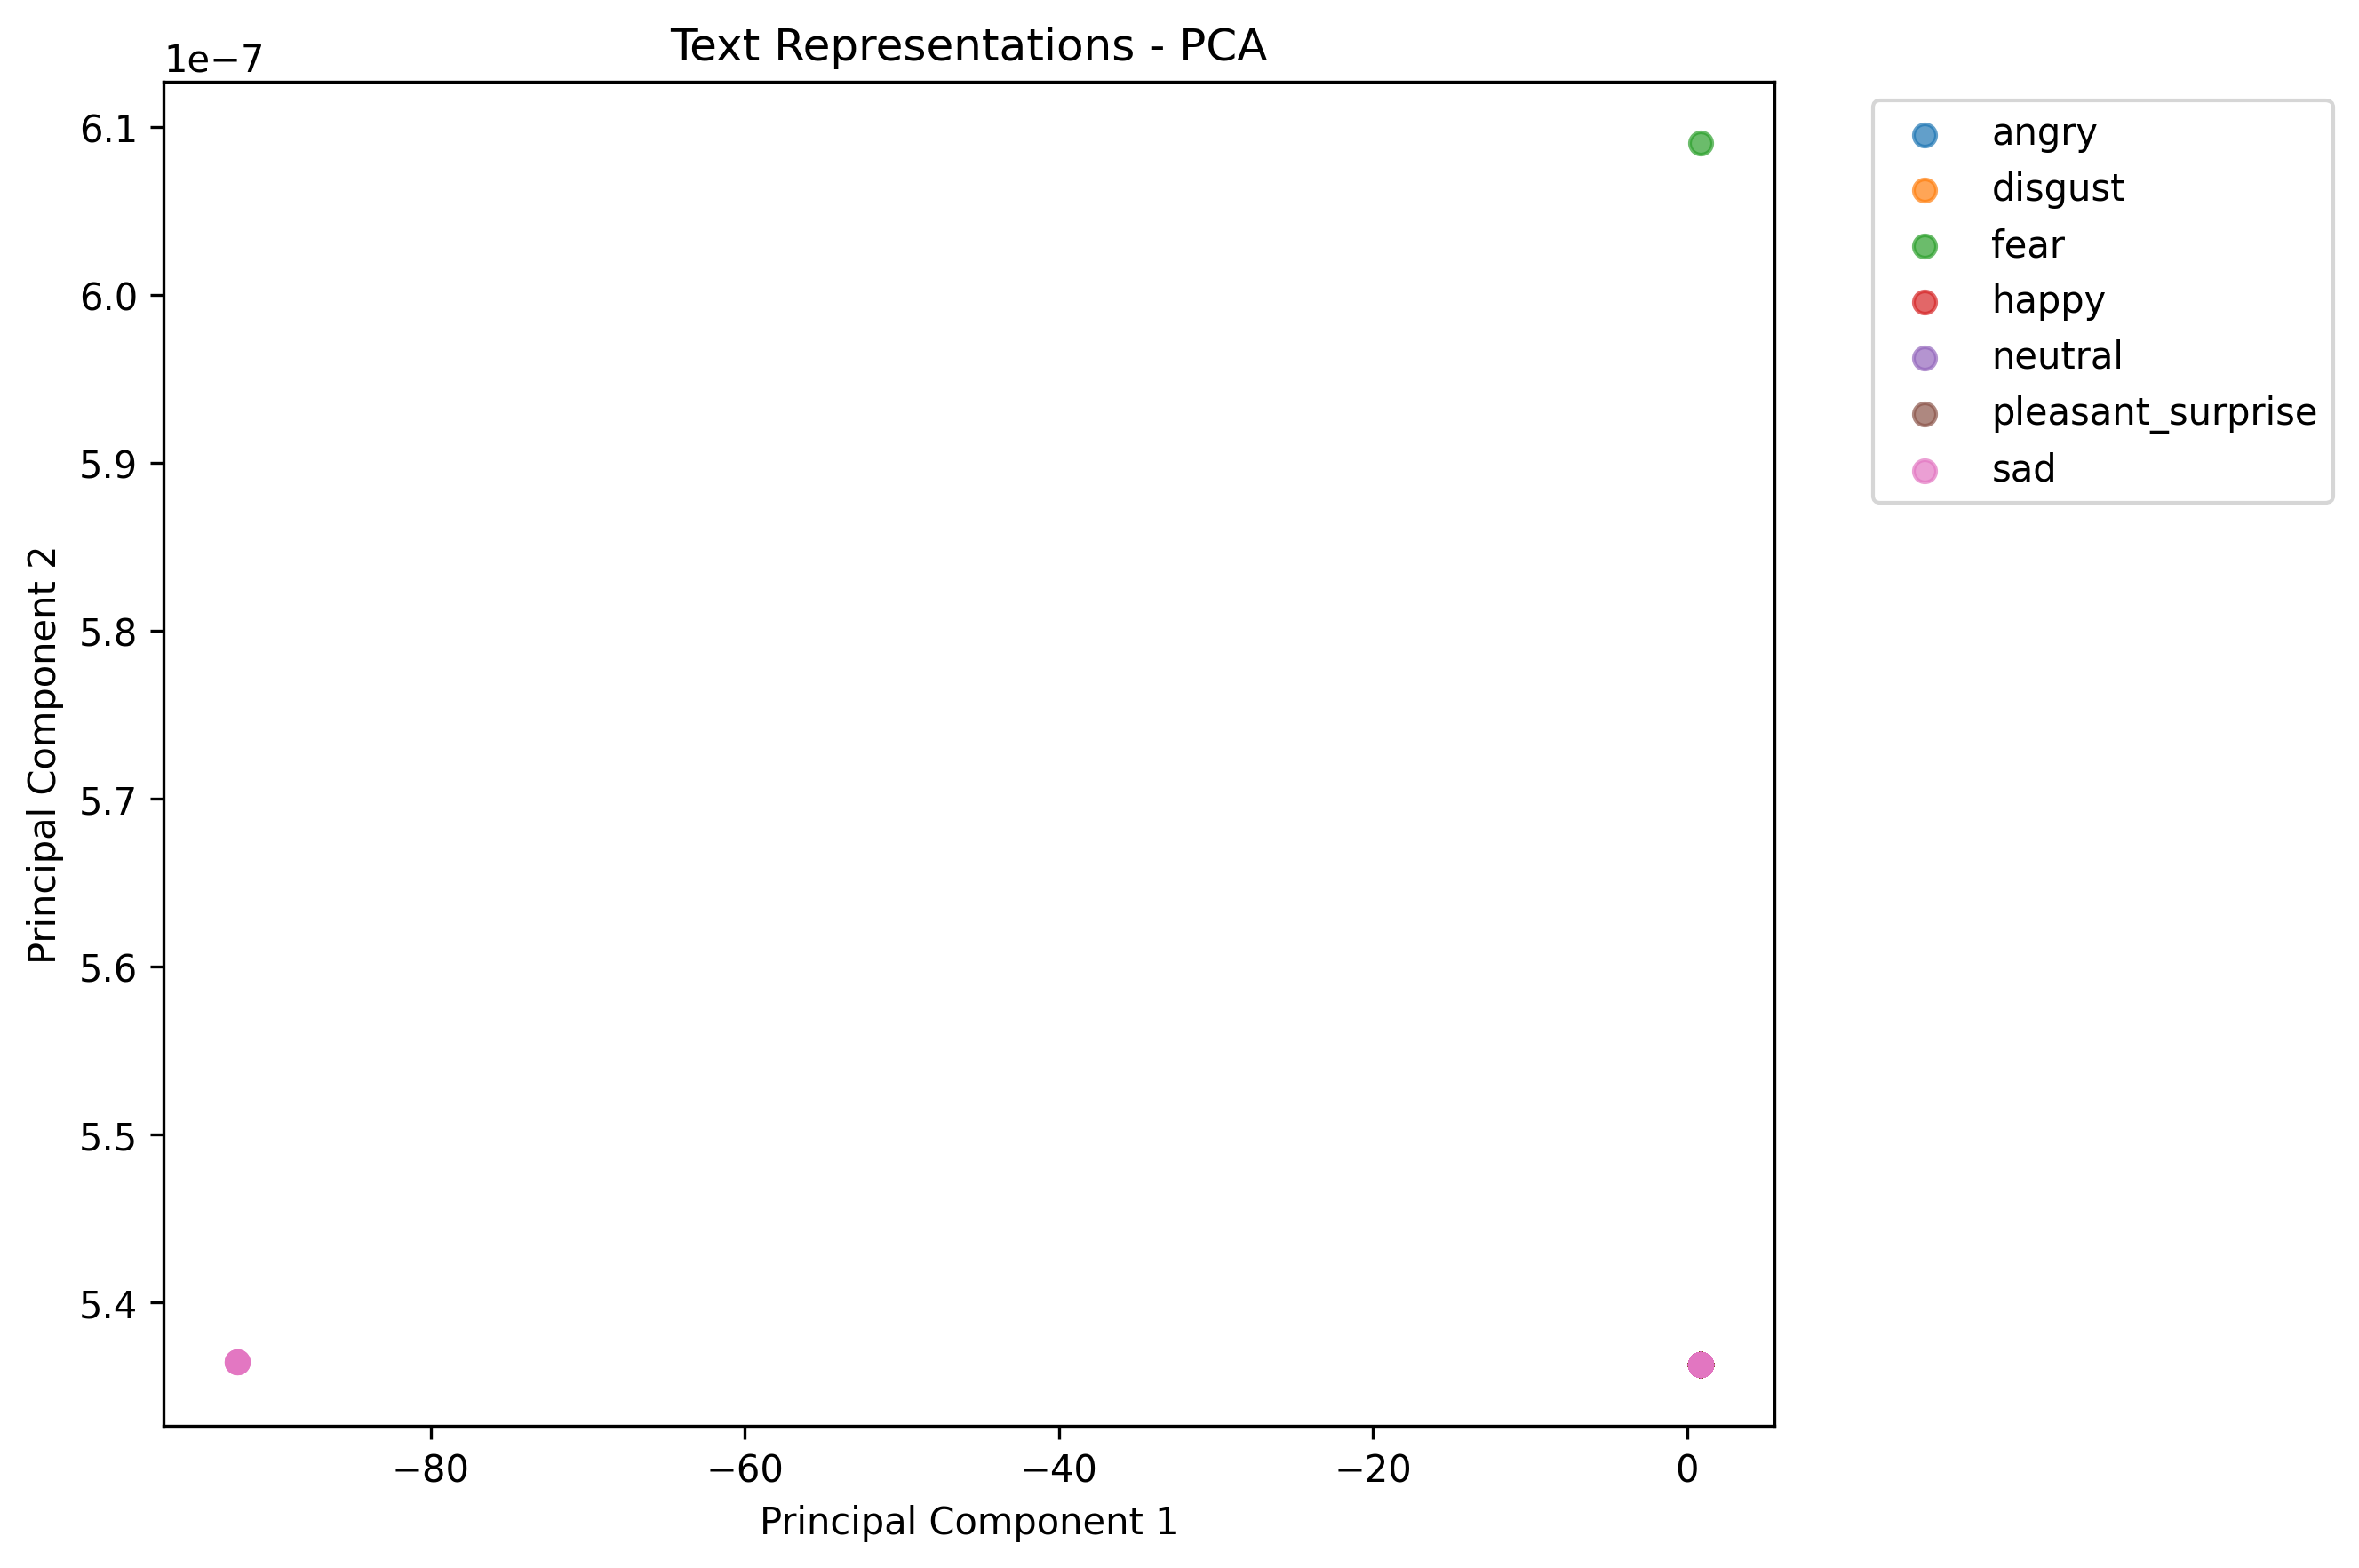 Text Representations - PCA
1e−7
6.1
6.0
5.9
5.8
5.7
5.6
5.5
5.4
Principal Component 2
−80
−60
−40
−20
0
Principal Component 1
angry
disgust
fear
happy
neutral
pleasant_surprise
sad